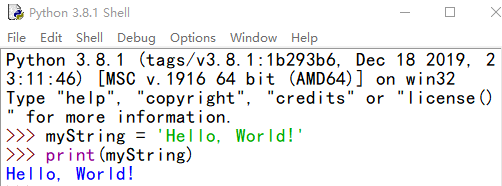 Python 3.8.1 Shell
File Edit Shell Debug Options Window Help
Python 3.8.1 (tags/v3.8.1:1b293b6, Dec 18 2019, 2
3:11:46) [MSC v.1916 64 bit (AMD64)] on win32
Type "help", "copyright", "credits" or "license()
" for more information.
>>> myString = 'Hello, World!'
>>> print(myString)
Hello, World!